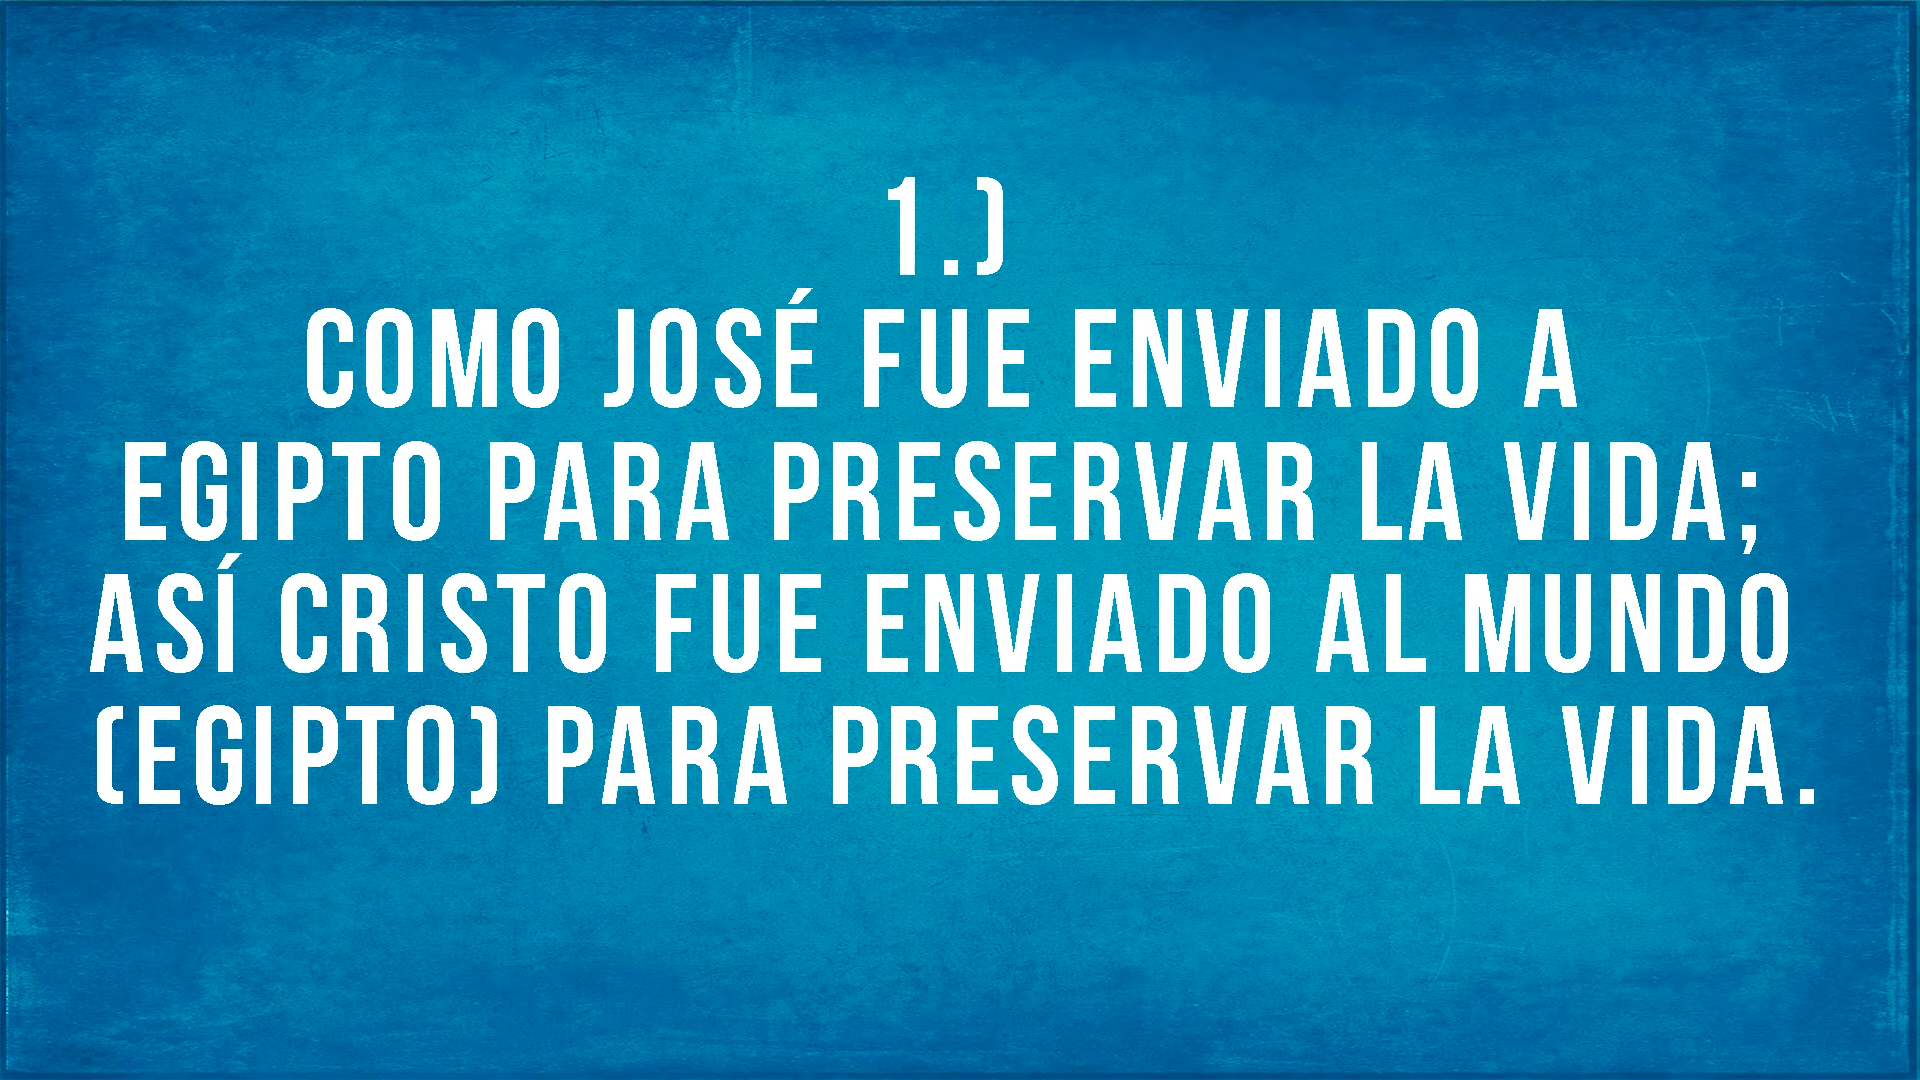 1.)
COMO JOSÉ FUE ENVIADO A
EGIPTO PARA PRESERVAR LA VIDA;
ASÍ CRISTO FUE ENVIADO AL MUNDO
(EGIPTO) PARA PRESERVAR LA VIDA.